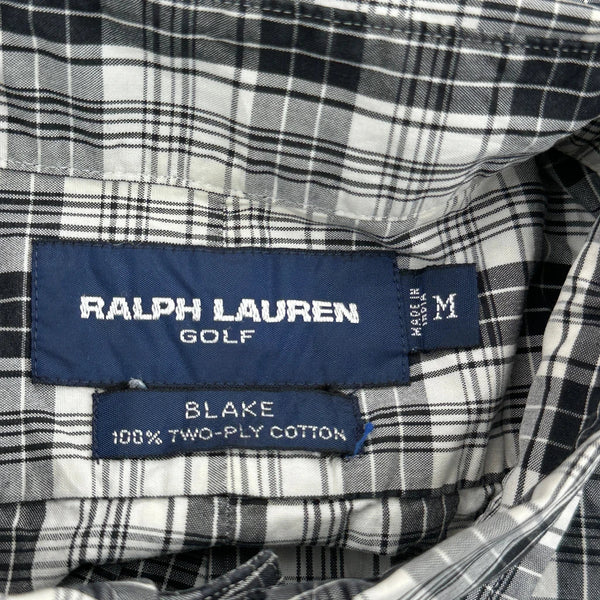 RALPH LAUREN
GOLF
MADE IN
INDIA
M
BLAKE
100% TWO-PLY COTTON